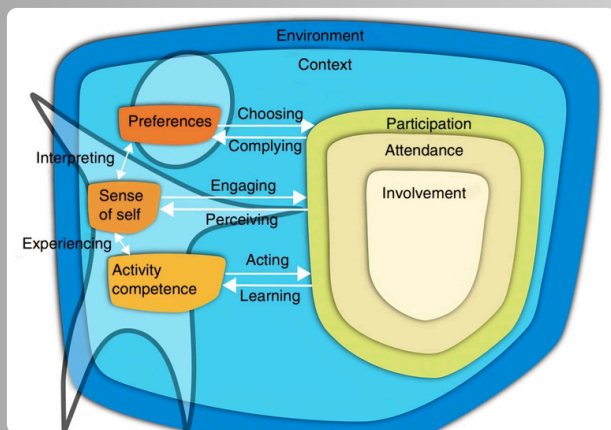 Environment
Context
Preferences
Choosing
Complying
Participation
Attendance
Involvement
Interpreting
Sense
of self
Engaging
Perceiving
Experiencing
Activity
competence
Acting
Learning